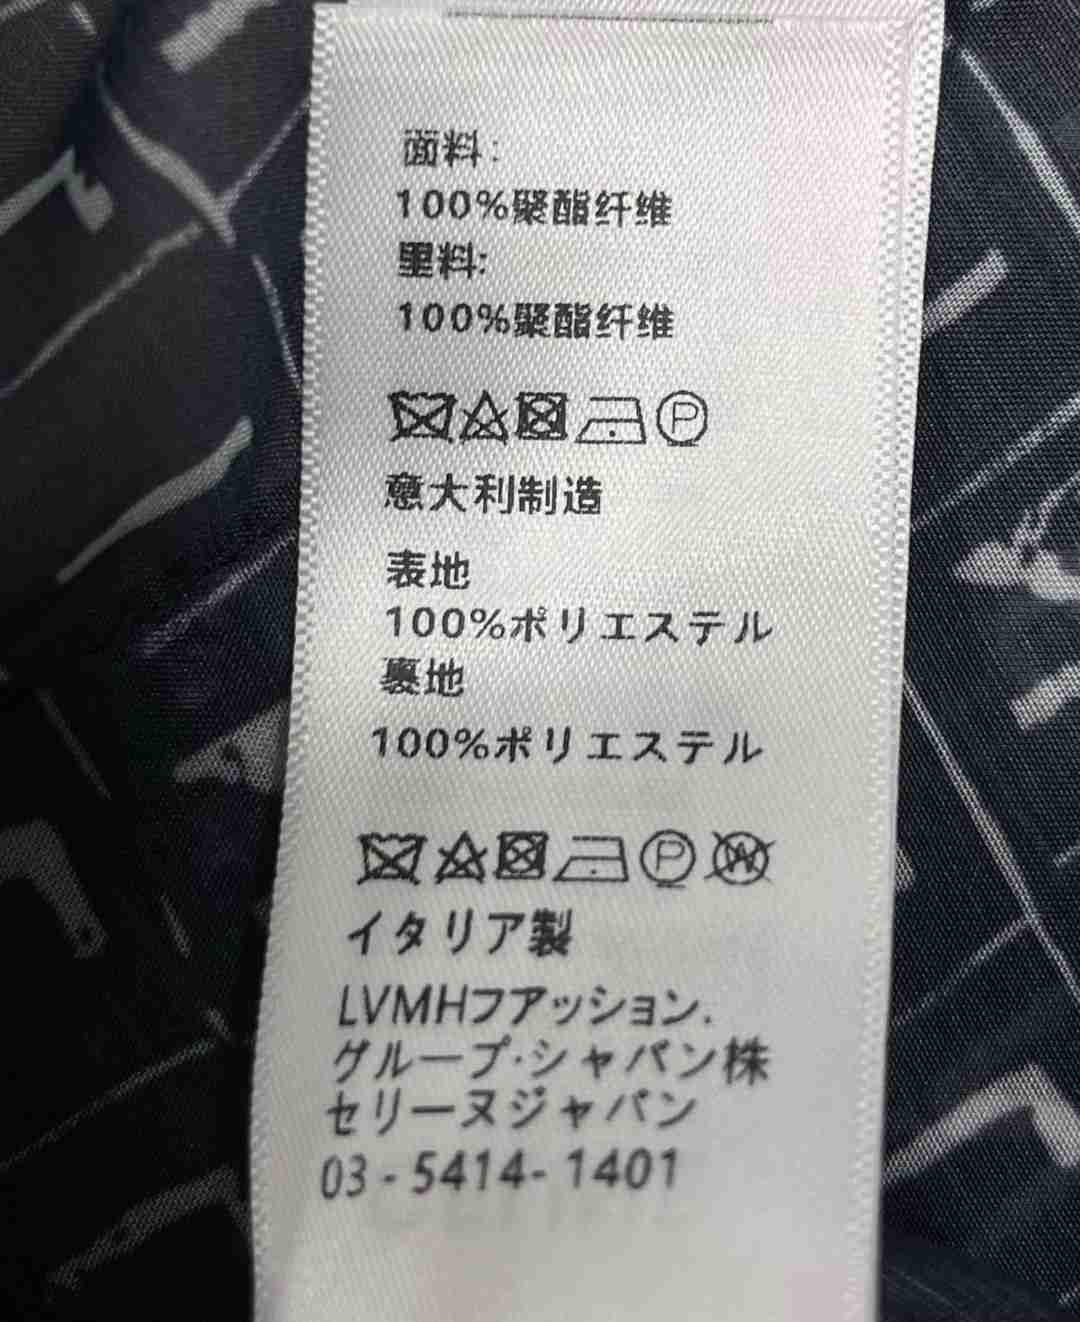 面料:
100%聚酯纤维
里料:
100%聚酯纤维
P
意大利制造
表地
100%ポリエステル
裏地
100%ポリエステル
P W
イタリア製
LVMHフアッション.
グループ·シャパン株
セリーヌジャパン
03-5414-1401